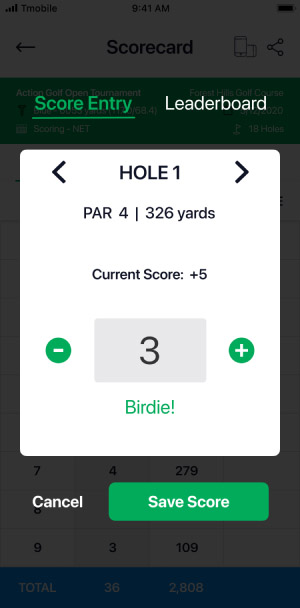 Tmobile 9:41 AM
Scorecard
Action Golf Open Tournament Forest Hills Golf Course
Score Entry Leaderboard
Scoring - NET 18 Holes
HOLE 1
PAR 4 | 326 yards
Current Score: +5
3
Birdie!
7 4 279
Cancel Save Score
8
9 3 109
TOTAL 36 2,808